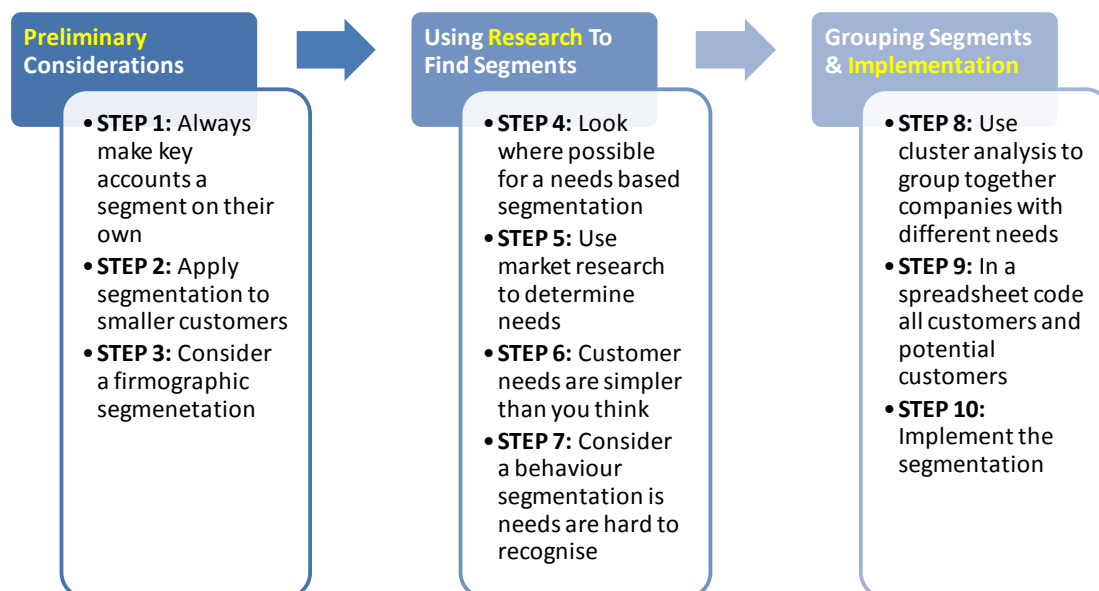 Preliminary
Considerations
• STEP 1: Always
make key
accounts a
segment on their
own
• STEP 2: Apply
segmentation to
smaller customers
• STEP 3: Consider
a firmographic
segmenetation
Using Research To
Find Segments
• STEP 4: Look
where possible
for a needs based
segmentation
• STEP 5: Use
market research
to determine
needs
• STEP 6: Customer
needs are simpler
than you think
• STEP 7: Consider
a behaviour
segmentation is
needs are hard to
recognise
Grouping Segments
& Implementation
• STEP 8: Use
cluster analysis to
group together
companies with
different needs
• STEP 9: In a
spreadsheet code
all customers and
potential
customers
• STEP 10:
Implement the
segmentation